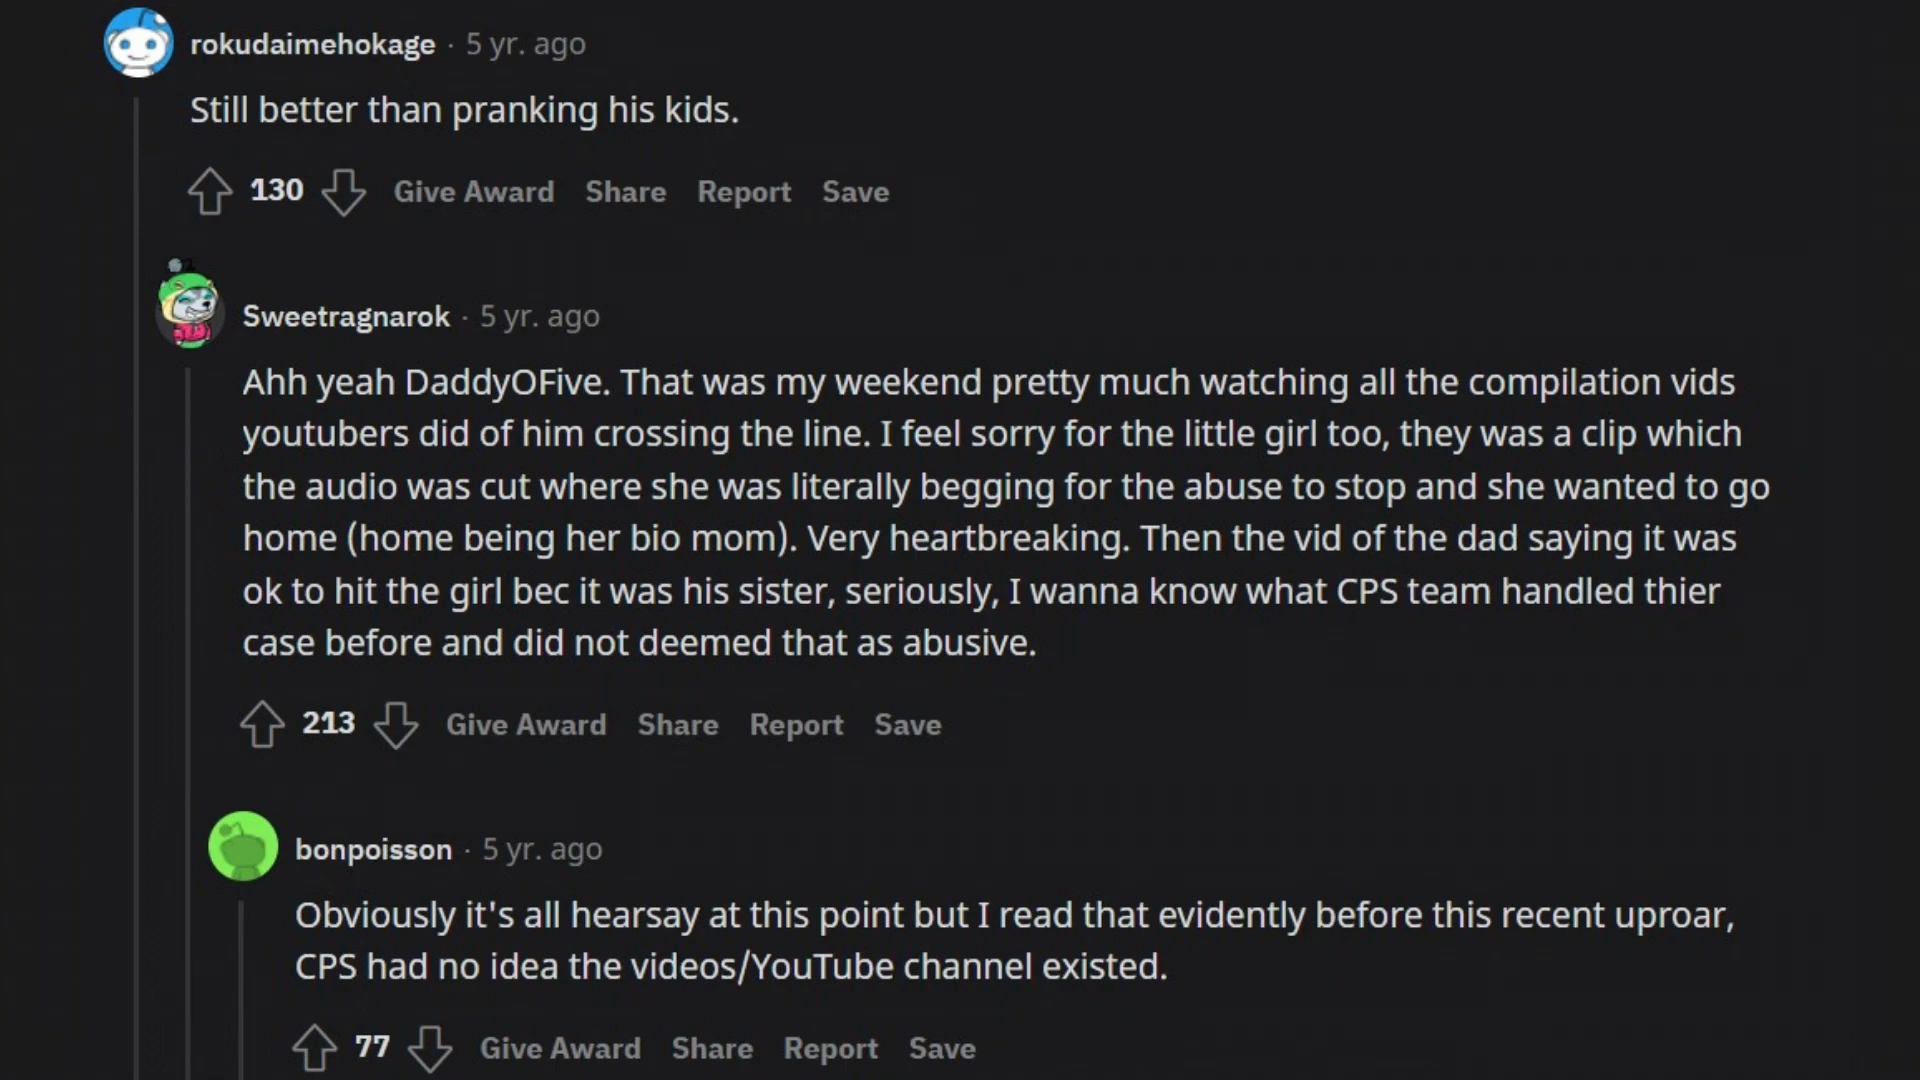 rokudaimehokage · 5 yr. ago
Still better than pranking his kids.
130 Give Award Share Report Save
Sweetragnarok · 5 yr. ago
Ahh yeah DaddyOFive. That was my weekend pretty much watching all the compilation vids
youtubers did of him crossing the line. I feel sorry for the little girl too, they was a clip which
the audio was cut where she was literally begging for the abuse to stop and she wanted to go
home (home being her bio mom). Very heartbreaking. Then the vid of the dad saying it was
ok to hit the girl bec it was his sister, seriously, I wanna know what CPS team handled thier
case before and did not deemed that as abusive.
213 Give Award Share Report Save
bonpoisson · 5 yr. ago
Obviously it's all hearsay at this point but I read that evidently before this recent uproar,
CPS had no idea the videos/YouTube channel existed.
77 Give Award Share Report Save